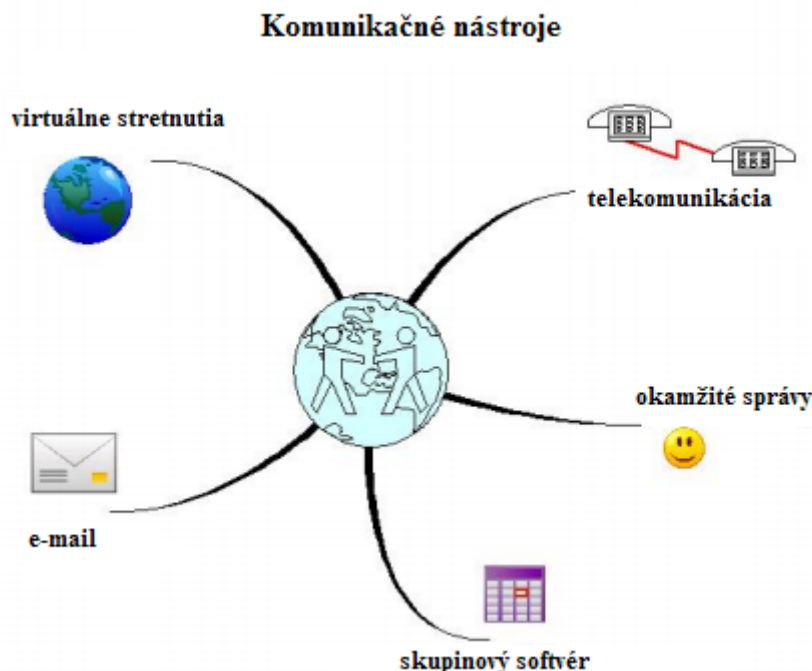 Komunikačné nástroje
virtuálne stretnutia
telekomunikácia
okamžité správy
e-mail
skupinový softvér